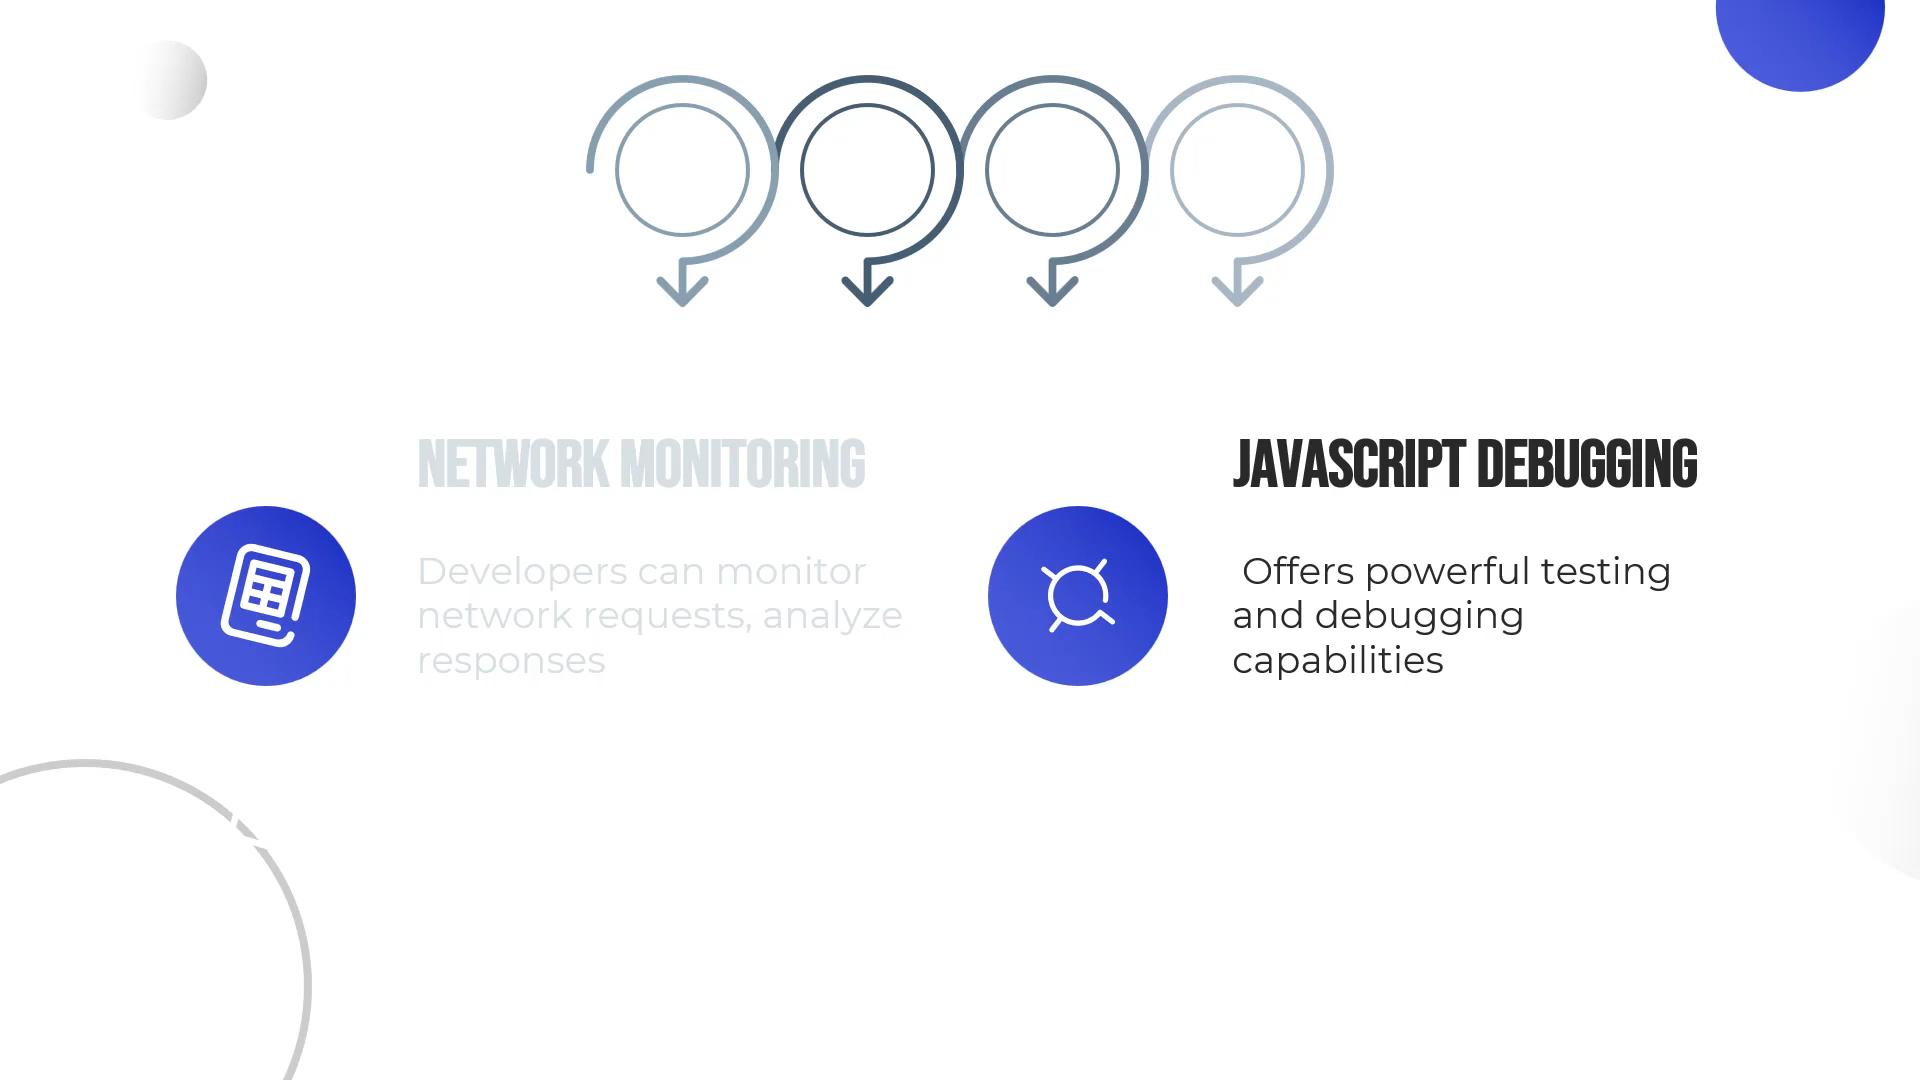 NETWORK MONITORING
Developers can monitor
network requests, analyze
responses
JAVASCRIPT DEBUGGING
Offers powerful testing
and debugging
capabilities